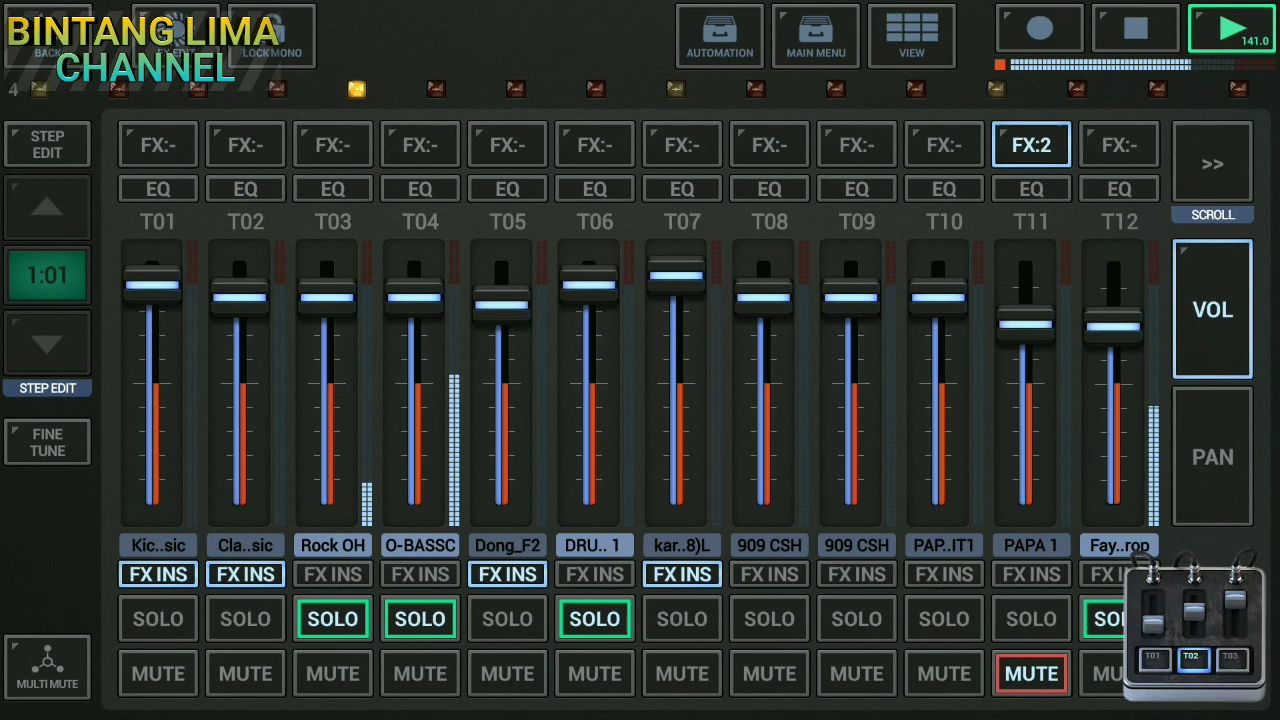 BINTANG LIMA
CHANNEL
BACK
FX EDIT
LOCK MONO
AUTOMATION
MAIN MENU
VIEW
141.0
4
STEP
EDIT
FX:- FX:- FX:- FX:- FX:- FX:- FX:- FX:- FX:- FX:- FX:2 FX:-
>>
EQ EQ EQ EQ EQ EQ EQ EQ EQ EQ EQ EQ
SCROLL
T01 T02 T03 T04 T05 T06 T07 T08 T09 T10 T11 T12
1:01
VOL
STEP EDIT
FINE
TUNE
PAN
Kic..sic Cla..sic Rock OH O-BASSC Dong_F2 DRU.. 1 kar..8)L 909 CSH 909 CSH PAP..IT1 PAPA 1 Fay..rop
FX INS FX INS FX INS FX INS FX INS FX INS FX INS FX INS FX INS FX INS FX INS
SOLO SOLO SOLO SOLO SOLO SOLO SOLO SOLO SOLO SOLO SOLO
MULTI MUTE
MUTE MUTE MUTE MUTE MUTE MUTE MUTE MUTE MUTE MUTE MUTE
T01 T02 T03